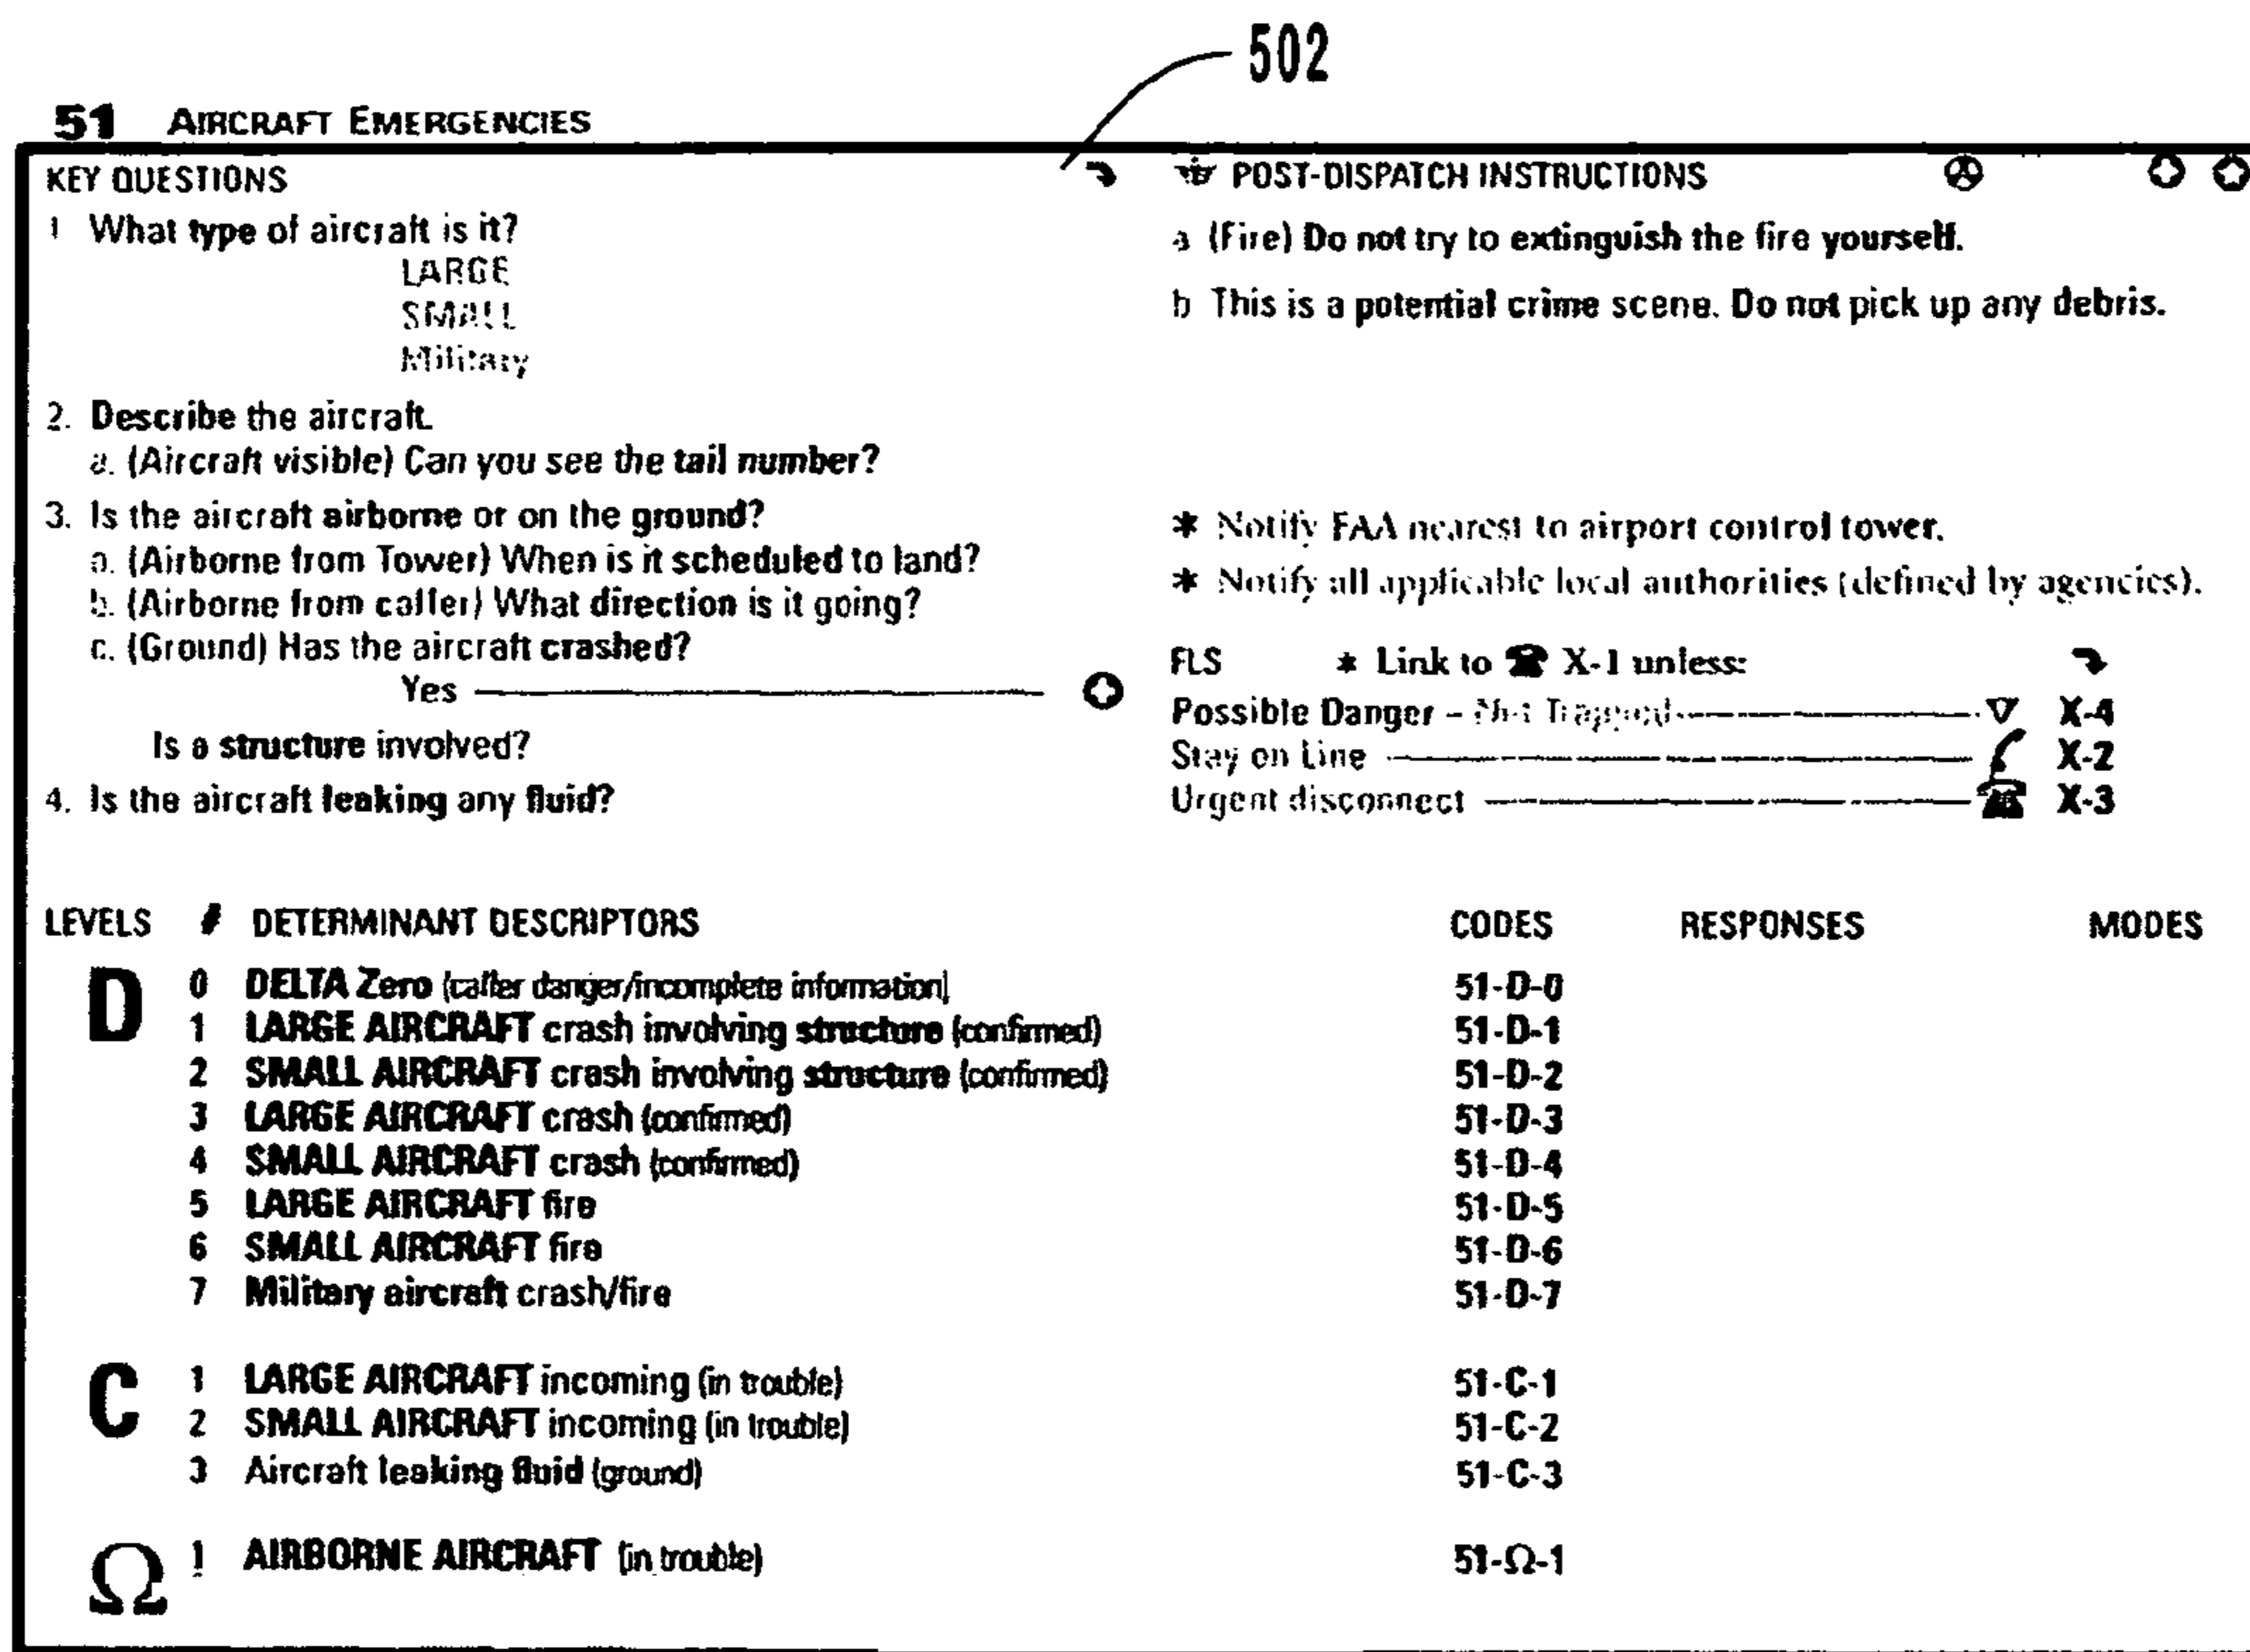 502
51 AIRCRAFT EMERGENCIES
KEY QUESTIONS
1 What type of aircraft is it?
LARGE
SMALL
Military
2. Describe the aircraft.
a. (Aircraft visible) Can you see the tail number?
3. Is the aircraft airborne or on the ground?
a. (Airborne from Tower) When is it scheduled to land?
b. (Airborne from caller) What direction is it going?
c. (Ground) Has the aircraft crashed?
Yes
Is a structure involved?
4. Is the aircraft leaking any fluid?
POST-DISPATCH INSTRUCTIONS
a (Fire) Do not try to extinguish the fire yourself.
b This is a potential crime scene. Do not pick up any debris.
* Notify FAA nearest to airport control tower.
* Notify all applicable local authorities (defined by agencies).
FLS * Link to ☎ X-1 unless:
Possible Danger – Not Trapped X-4
Stay on Line X-2
Urgent disconnect X-3
LEVELS # DETERMINANT DESCRIPTORS CODES RESPONSES MODES
D 0 DELTA Zero (caller danger/incomplete information) 51-D-0
1 LARGE AIRCRAFT crash involving structure (confirmed) 51-D-1
2 SMALL AIRCRAFT crash involving structure (confirmed) 51-D-2
3 LARGE AIRCRAFT crash (confirmed) 51-D-3
4 SMALL AIRCRAFT crash (confirmed) 51-D-4
5 LARGE AIRCRAFT fire 51-D-5
6 SMALL AIRCRAFT fire 51-D-6
7 Military aircraft crash/fire 51-D-7
C 1 LARGE AIRCRAFT incoming (in trouble) 51-C-1
2 SMALL AIRCRAFT incoming (in trouble) 51-C-2
3 Aircraft leaking fluid (ground) 51-C-3
Ω 1 AIRBORNE AIRCRAFT (in trouble) 51-Ω-1